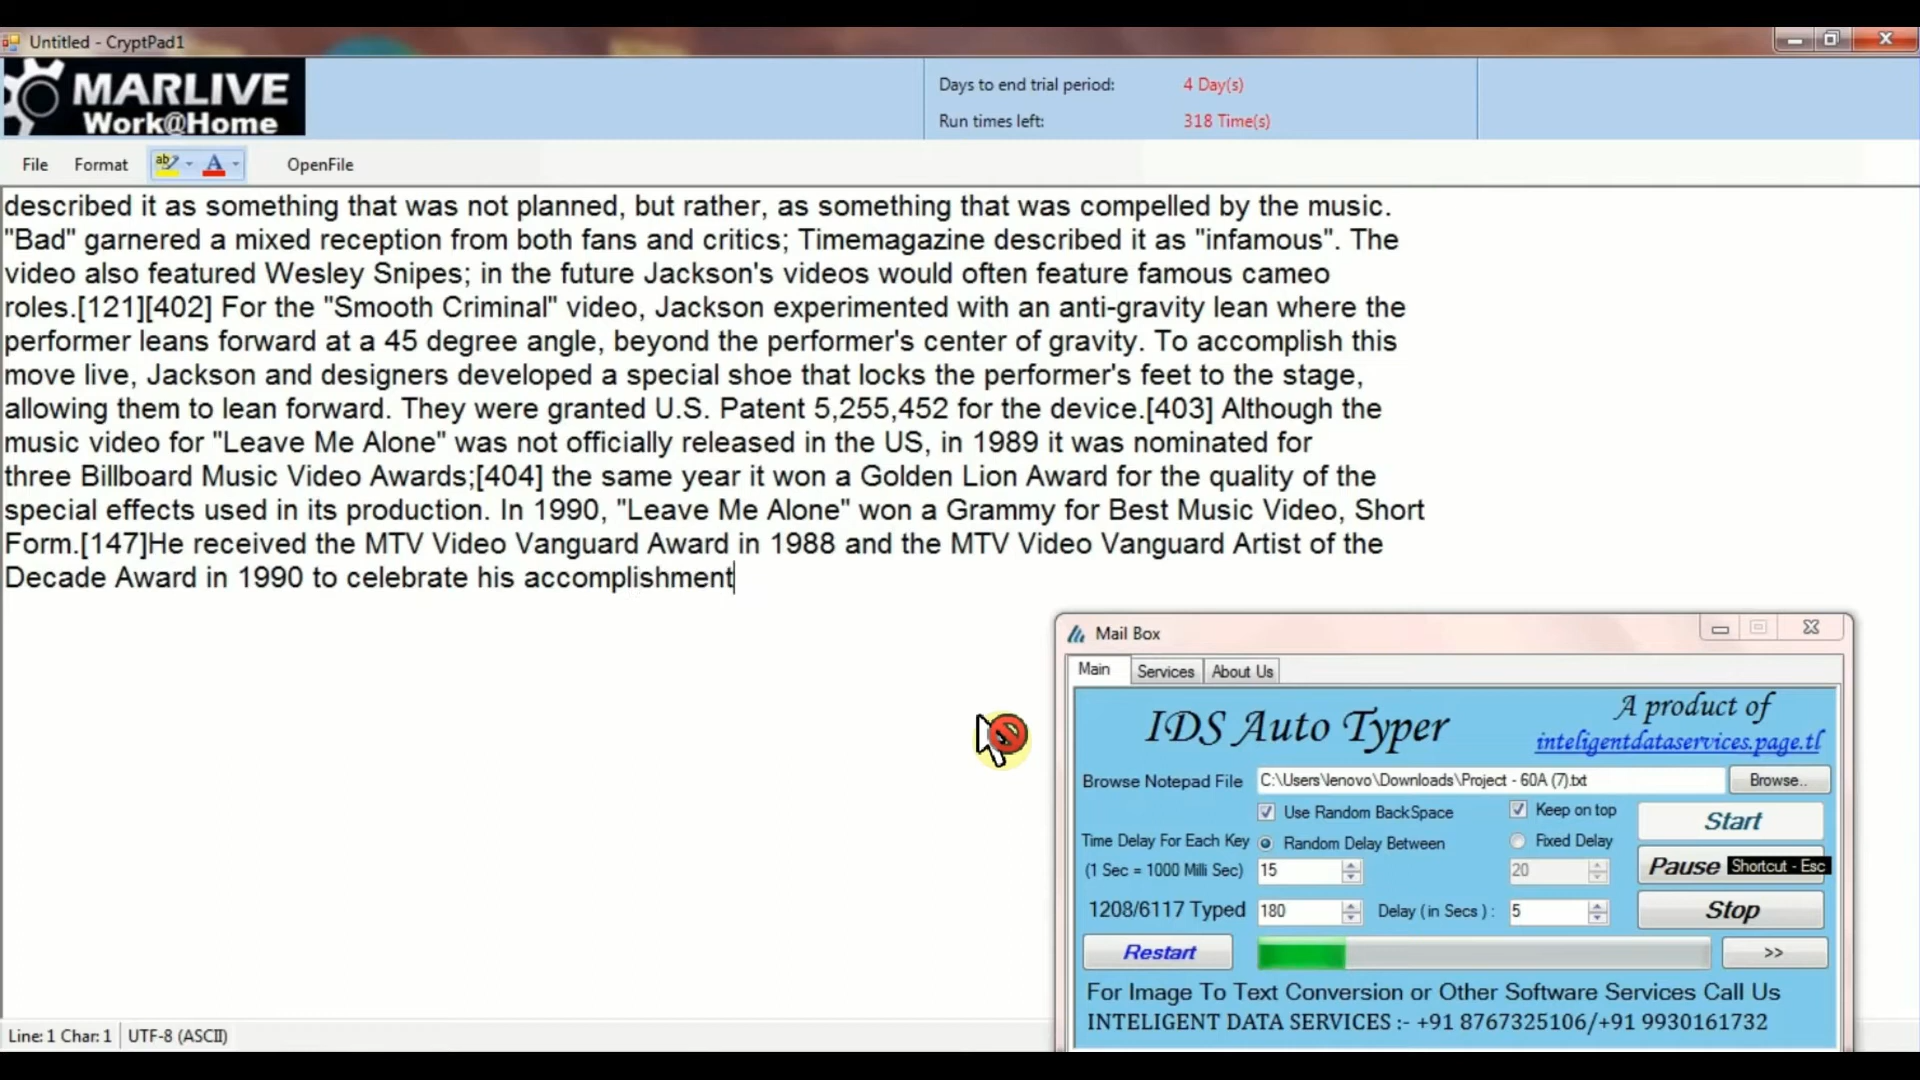 Untitled - CryptPad1
MARLIVE
Work@Home
Days to end trial period: 4 Day(s)
Run times left: 318 Time(s)
File Format ab A OpenFile
described it as something that was not planned, but rather, as something that was compelled by the music.
"Bad" garnered a mixed reception from both fans and critics; Timemagazine described it as "infamous". The
video also featured Wesley Snipes; in the future Jackson's videos would often feature famous cameo
roles.[121][402] For the "Smooth Criminal" video, Jackson experimented with an anti-gravity lean where the
performer leans forward at a 45 degree angle, beyond the performer's center of gravity. To accomplish this
move live, Jackson and designers developed a special shoe that locks the performer's feet to the stage,
allowing them to lean forward. They were granted U.S. Patent 5,255,452 for the device.[403] Although the
music video for "Leave Me Alone" was not officially released in the US, in 1989 it was nominated for
three Billboard Music Video Awards;[404] the same year it won a Golden Lion Award for the quality of the
special effects used in its production. In 1990, "Leave Me Alone" won a Grammy for Best Music Video, Short
Form.[147]He received the MTV Video Vanguard Award in 1988 and the MTV Video Vanguard Artist of the
Decade Award in 1990 to celebrate his accomplishment
Mail Box
Main Services About Us
IDS Auto Typer
A product of
inteligentdataservices.page.tl
Browse Notepad File C:\Users\lenovo\Downloads\Project - 60A (7).txt Browse..
Use Random BackSpace Keep on top Start
Time Delay For Each Key Random Delay Between Fixed Delay
(1 Sec = 1000 Milli Sec) 15 20 Pause Shortcut - Esc
1208/6117 Typed 180 Delay ( in Secs ) : 5 Stop
Restart >>
For Image To Text Conversion or Other Software Services Call Us
INTELIGENT DATA SERVICES :- +91 8767325106/+91 9930161732
Line: 1 Char: 1 UTF-8 (ASCII)